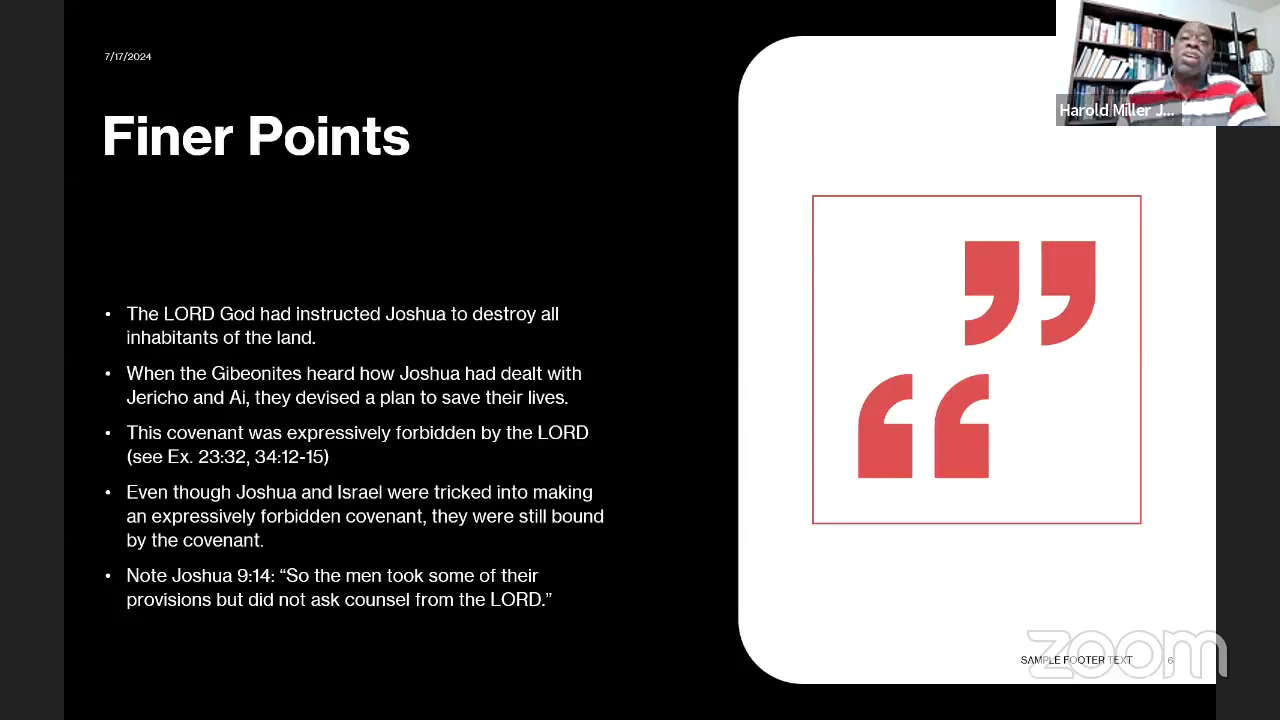 7/17/2024
Harold Miller J...
Finer Points
• The LORD God had instructed Joshua to destroy all
inhabitants of the land.
• When the Gibeonites heard how Joshua had dealt with
Jericho and Ai, they devised a plan to save their lives.
• This covenant was expressively forbidden by the LORD
(see Ex. 23:32, 34:12-15)
• Even though Joshua and Israel were tricked into making
an expressively forbidden covenant, they were still bound
by the covenant.
• Note Joshua 9:14: “So the men took some of their
provisions but did not ask counsel from the LORD.”
zoom
SAMPLE FOOTER TEXT 6